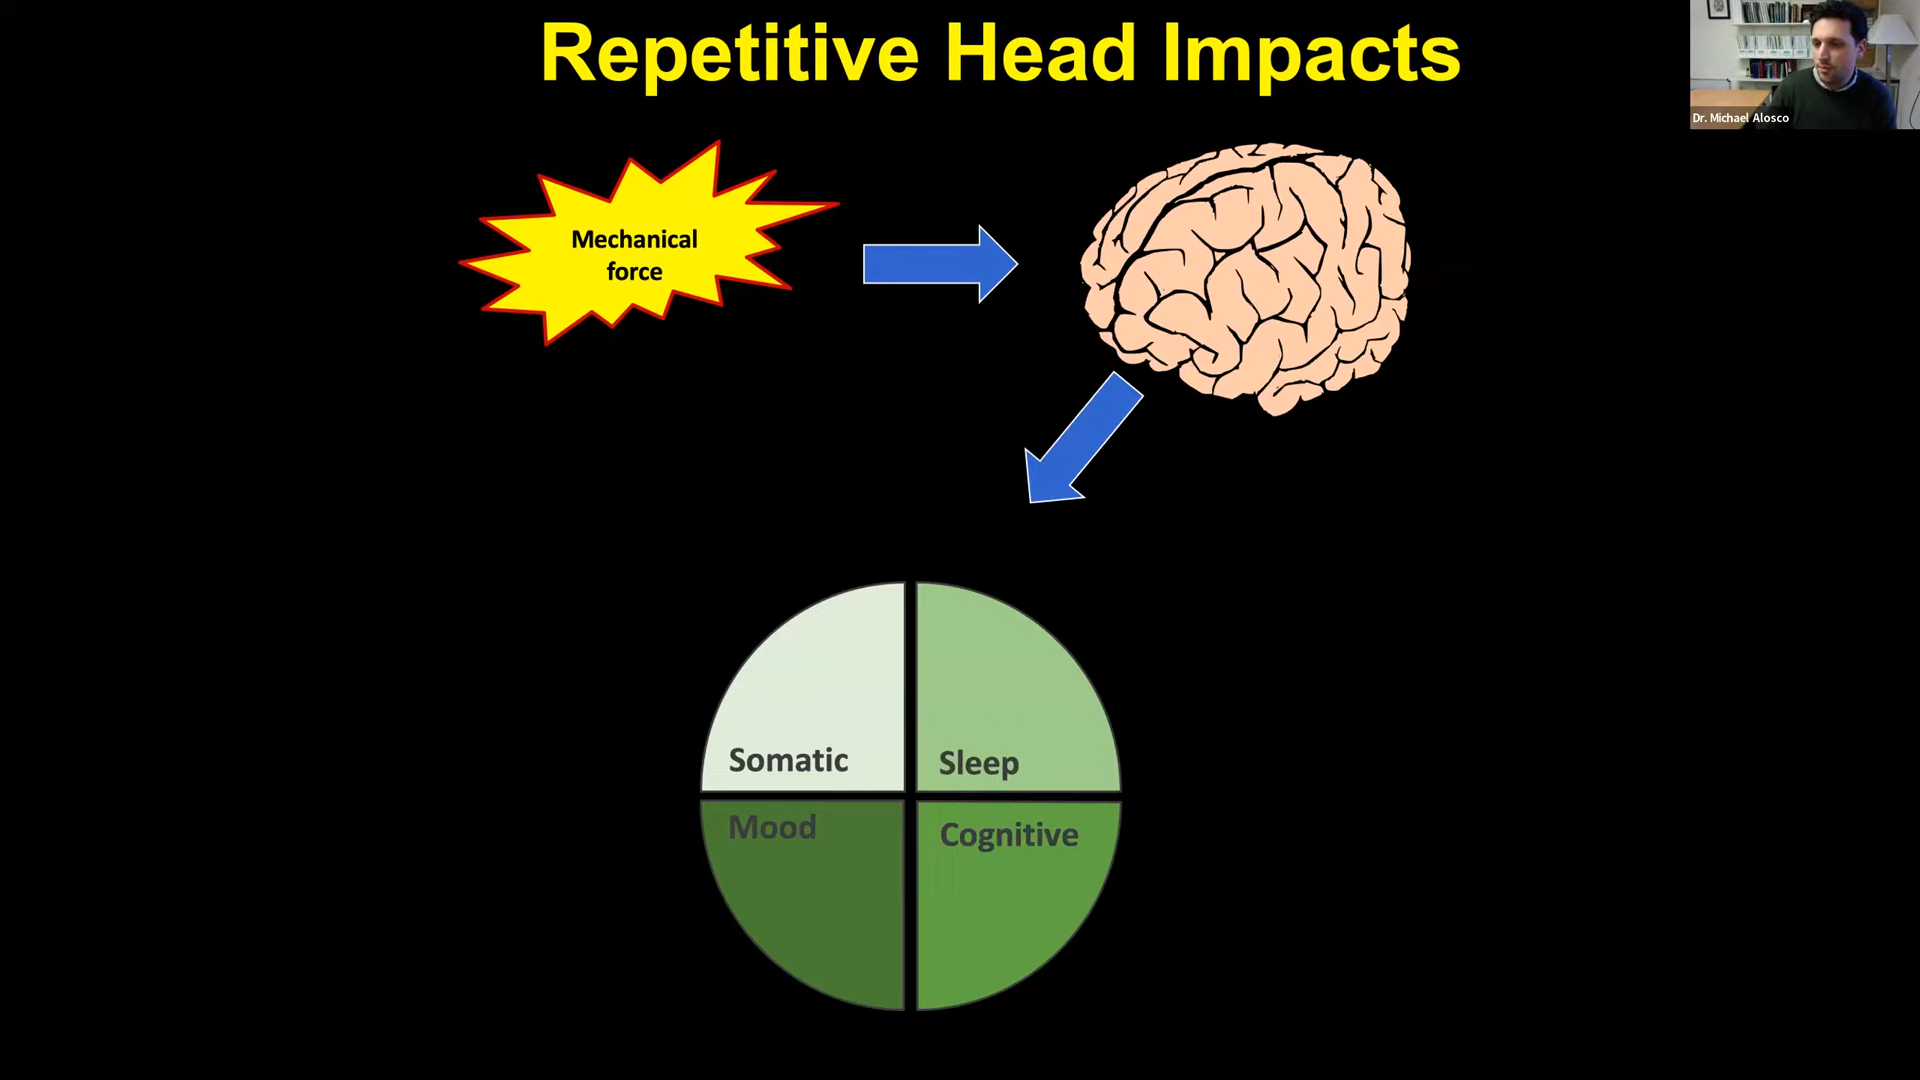 Repetitive Head Impacts
Dr. Michael Alosco
Mechanical
force
Somatic
Sleep
Mood
Cognitive